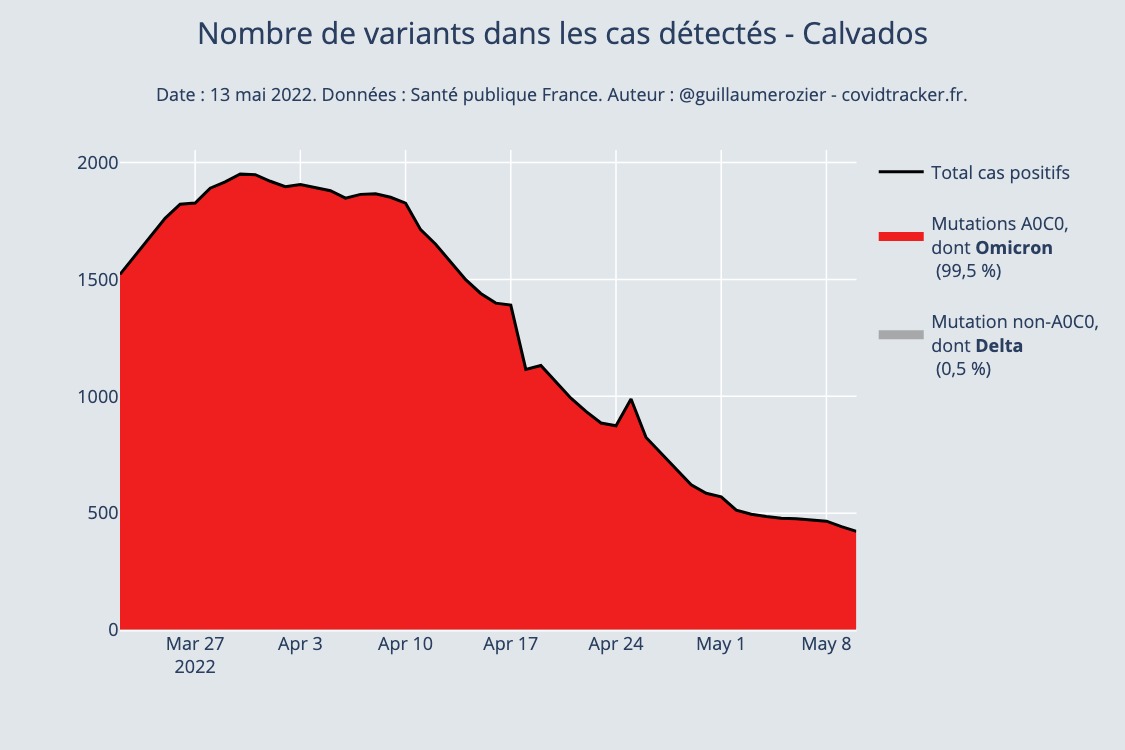 Nombre de variants dans les cas détectés - Calvados
Date : 13 mai 2022. Données : Santé publique France. Auteur : @guillaumerozier - covidtracker.fr.
2000
1500
1000
500
0
Mar 27
2022
Apr 3
Apr 10
Apr 17
Apr 24
May 1
May 8
Total cas positifs
Mutations A0C0,
dont Omicron
(99,5 %)
Mutation non-A0C0,
dont Delta
(0,5 %)